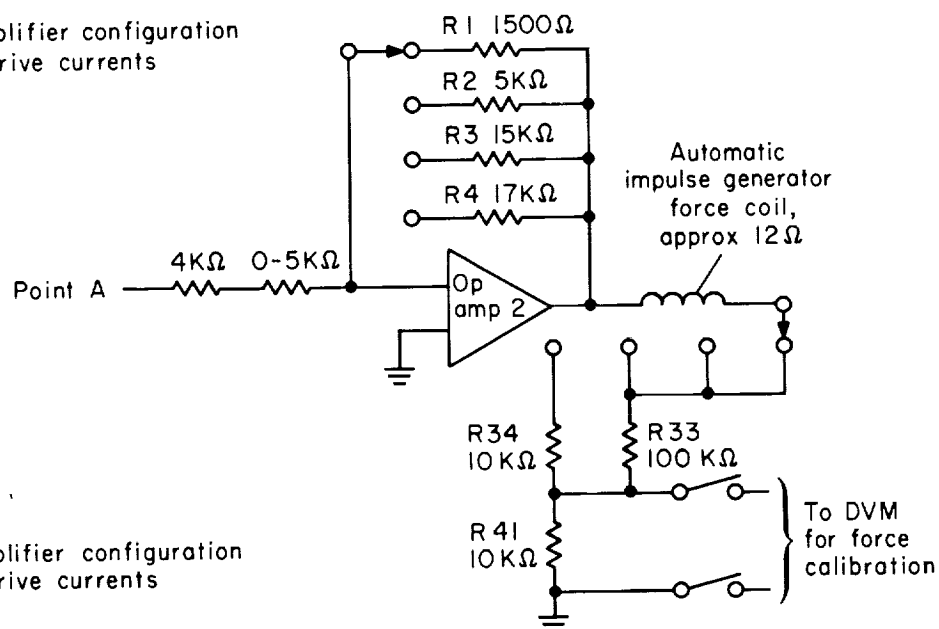 plifier configuration
rive currents
R1 1500Ω
R2 5KΩ
R3 15KΩ
R4 17KΩ
Automatic
impulse generator
force coil,
approx 12Ω
4KΩ 0-5KΩ
Point A
Op
amp 2
R34
10KΩ
R33
100 KΩ
R41
10KΩ
To DVM
for force
calibration
plifier configuration
rive currents